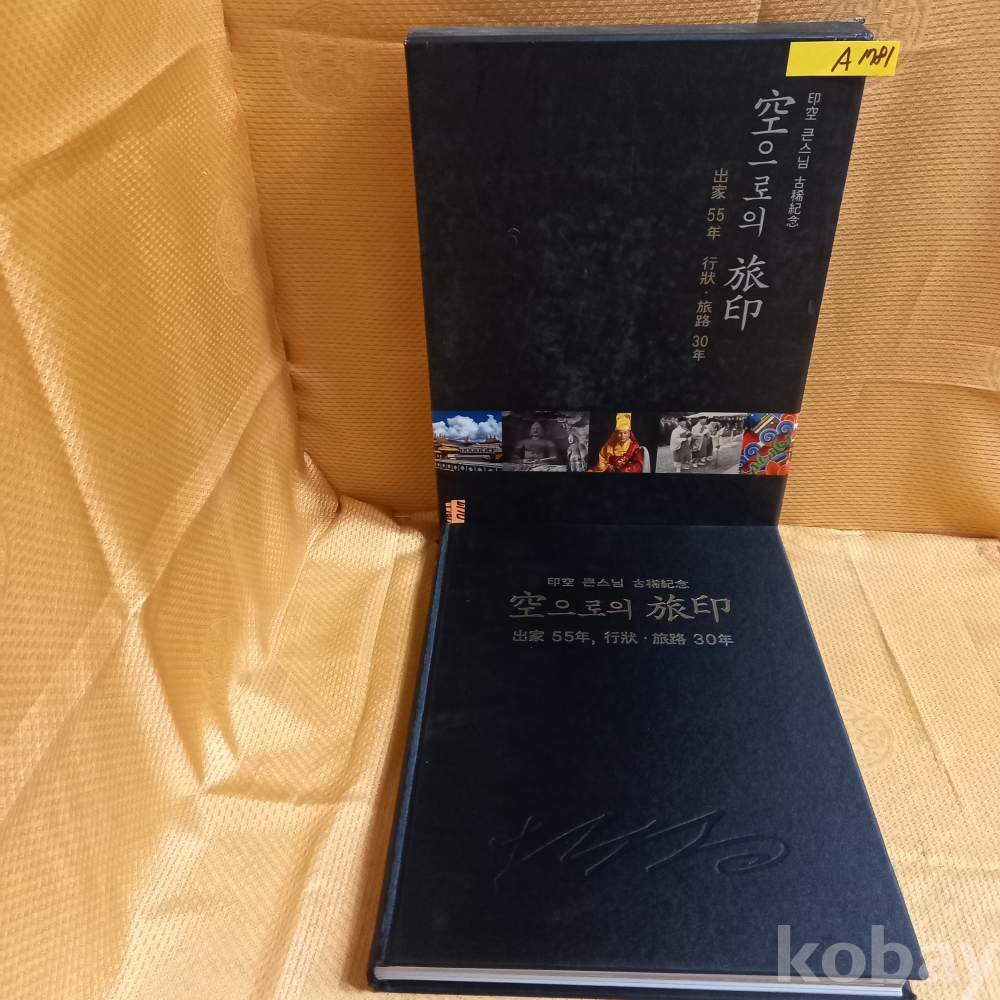 A 1781
印空 큰스님 古稀紀念
空으로의 旅印
出家 55年 行狀·旅路 30年
印空 큰스님 古稀紀念
空으로의 旅印
出家 55年, 行狀·旅路 30年
kobay